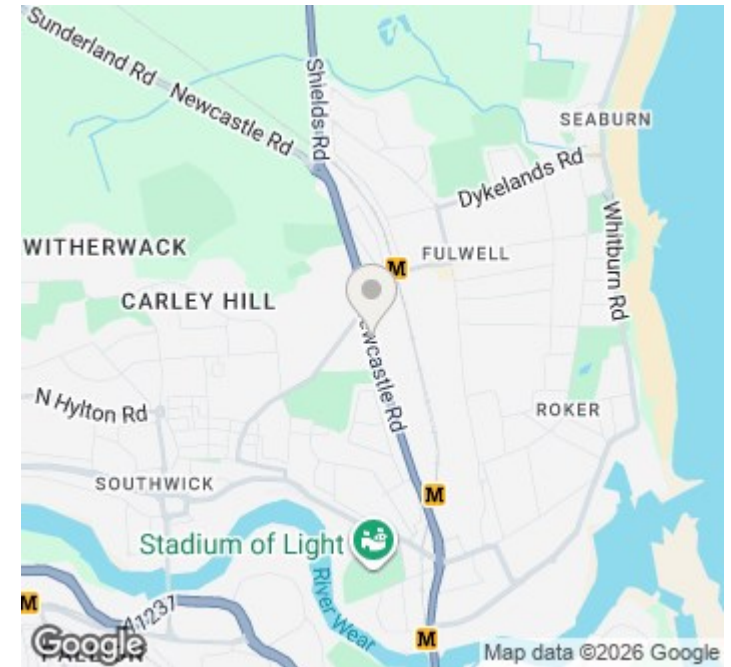 Sunderland Rd
Newcastle Rd
Shields Rd
SEABURN
Dykelands Rd
Whitburn Rd
WITHERWACK
M
FULWELL
CARLEY HILL
wcastle Rd
N Hylton Rd
ROKER
SOUTHWICK
M
Stadium of Light
River Wear
M
A1237
M
Google
Map data ©2026 Google